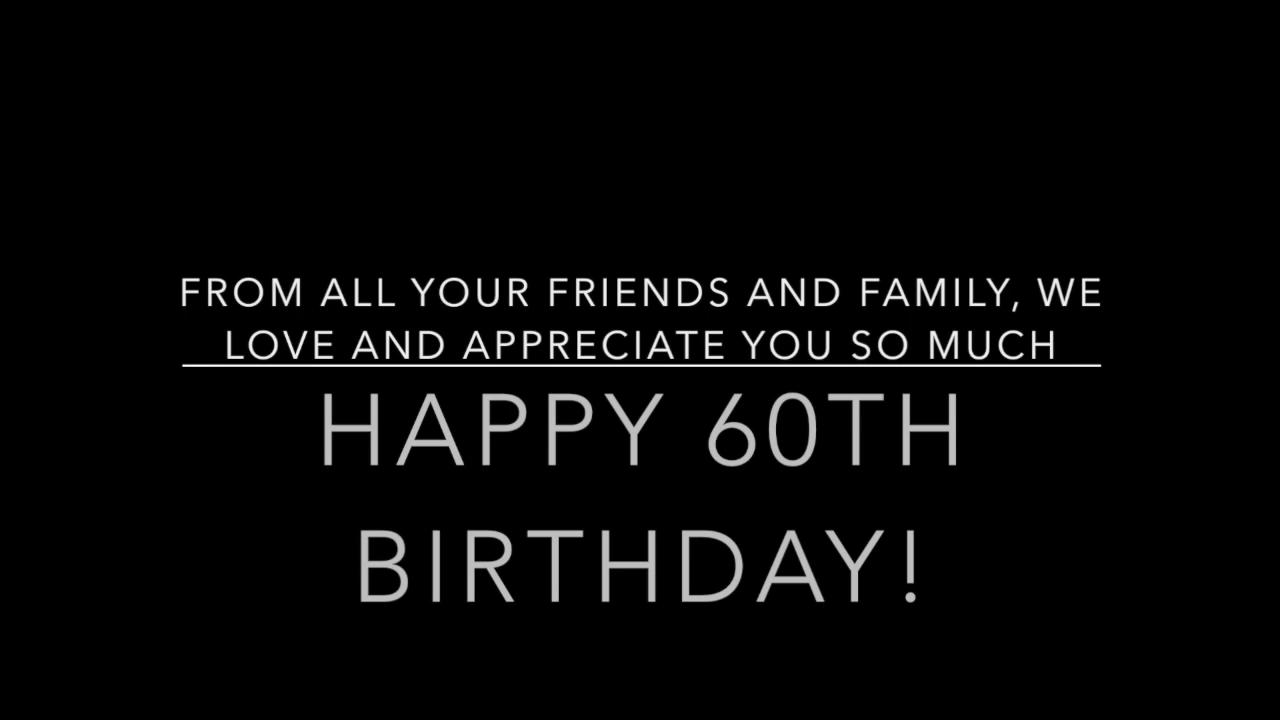 FROM ALL YOUR FRIENDS AND FAMILY, WE
LOVE AND APPRECIATE YOU SO MUCH
HAPPY 60TH
BIRTHDAY!